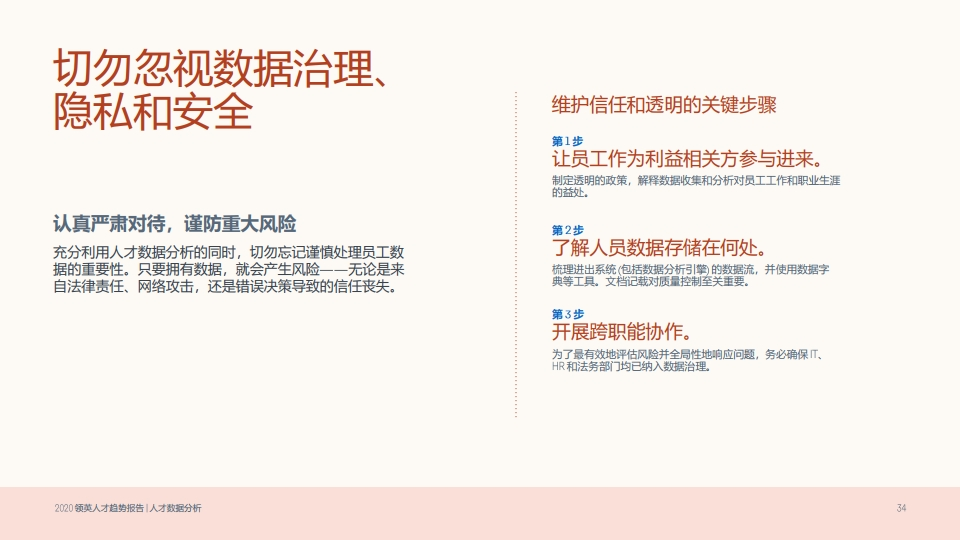 切勿忽视数据治理、
隐私和安全
认真严肃对待，谨防重大风险
充分利用人才数据分析的同时，切勿忘记谨慎处理员工数
据的重要性。只要拥有数据，就会产生风险——无论是来
自法律责任、网络攻击，还是错误决策导致的信任丧失。
维护信任和透明的关键步骤
第 1 步
让员工作为利益相关方参与进来。
制定透明的政策，解释数据收集和分析对员工工作和职业生涯
的益处。
第 2 步
了解人员数据存储在何处。
梳理进出系统 (包括数据分析引擎) 的数据流，并使用数据字
典等工具。文档记载对质量控制至关重要。
第 3 步
开展跨职能协作。
为了最有效地评估风险并全局性地响应问题，务必确保 IT、
HR 和法务部门均已纳入数据治理。
2020 领英人才趋势报告 | 人才数据分析
34